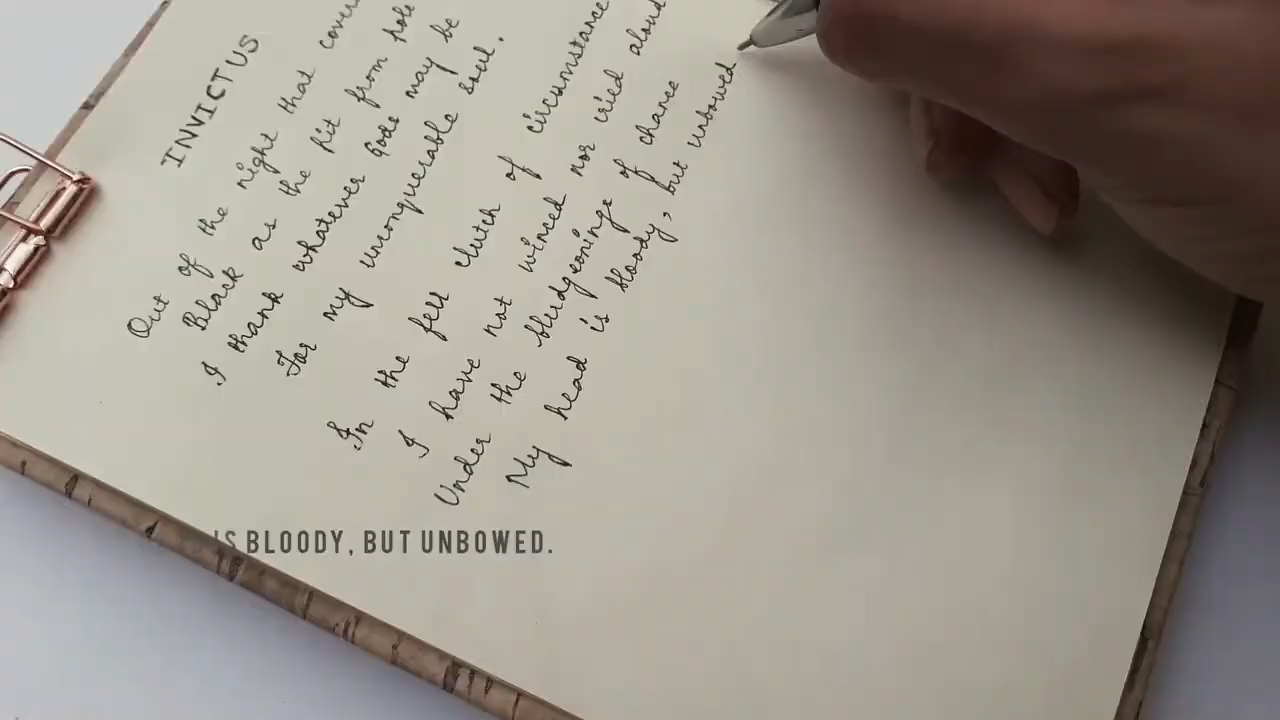 INVICTUS
Out of the night that cover
Black as the pit from pole
I thank whatever Gods may be
For my unconquerable soul.
In the fell clutch of circumstance
I have not winced nor cried aloud
Under the bludgeonings of chance
My head is bloody, but unbowed
IS BLOODY, BUT UNBOWED.